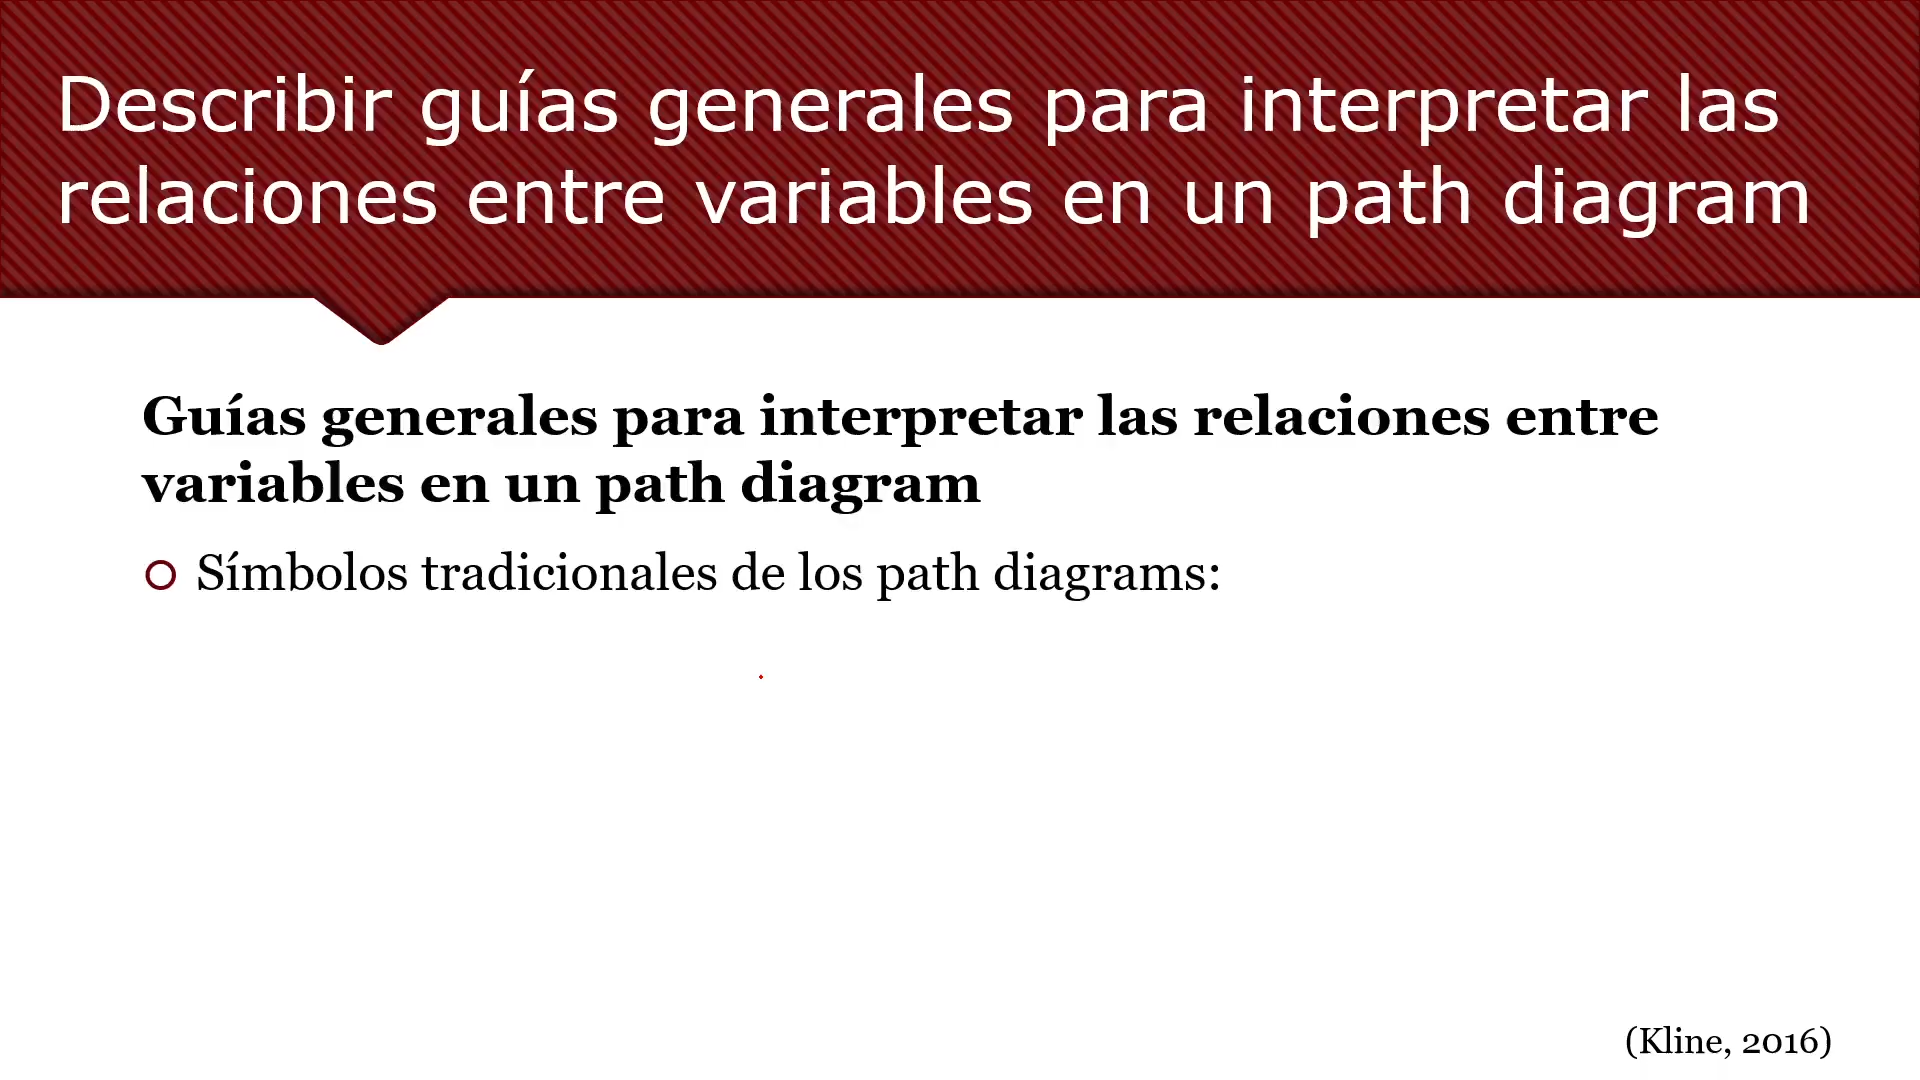 Describir guías generales para interpretar las
relaciones entre variables en un path diagram
Guías generales para interpretar las relaciones entre
variables en un path diagram
Símbolos tradicionales de los path diagrams:
(Kline, 2016)